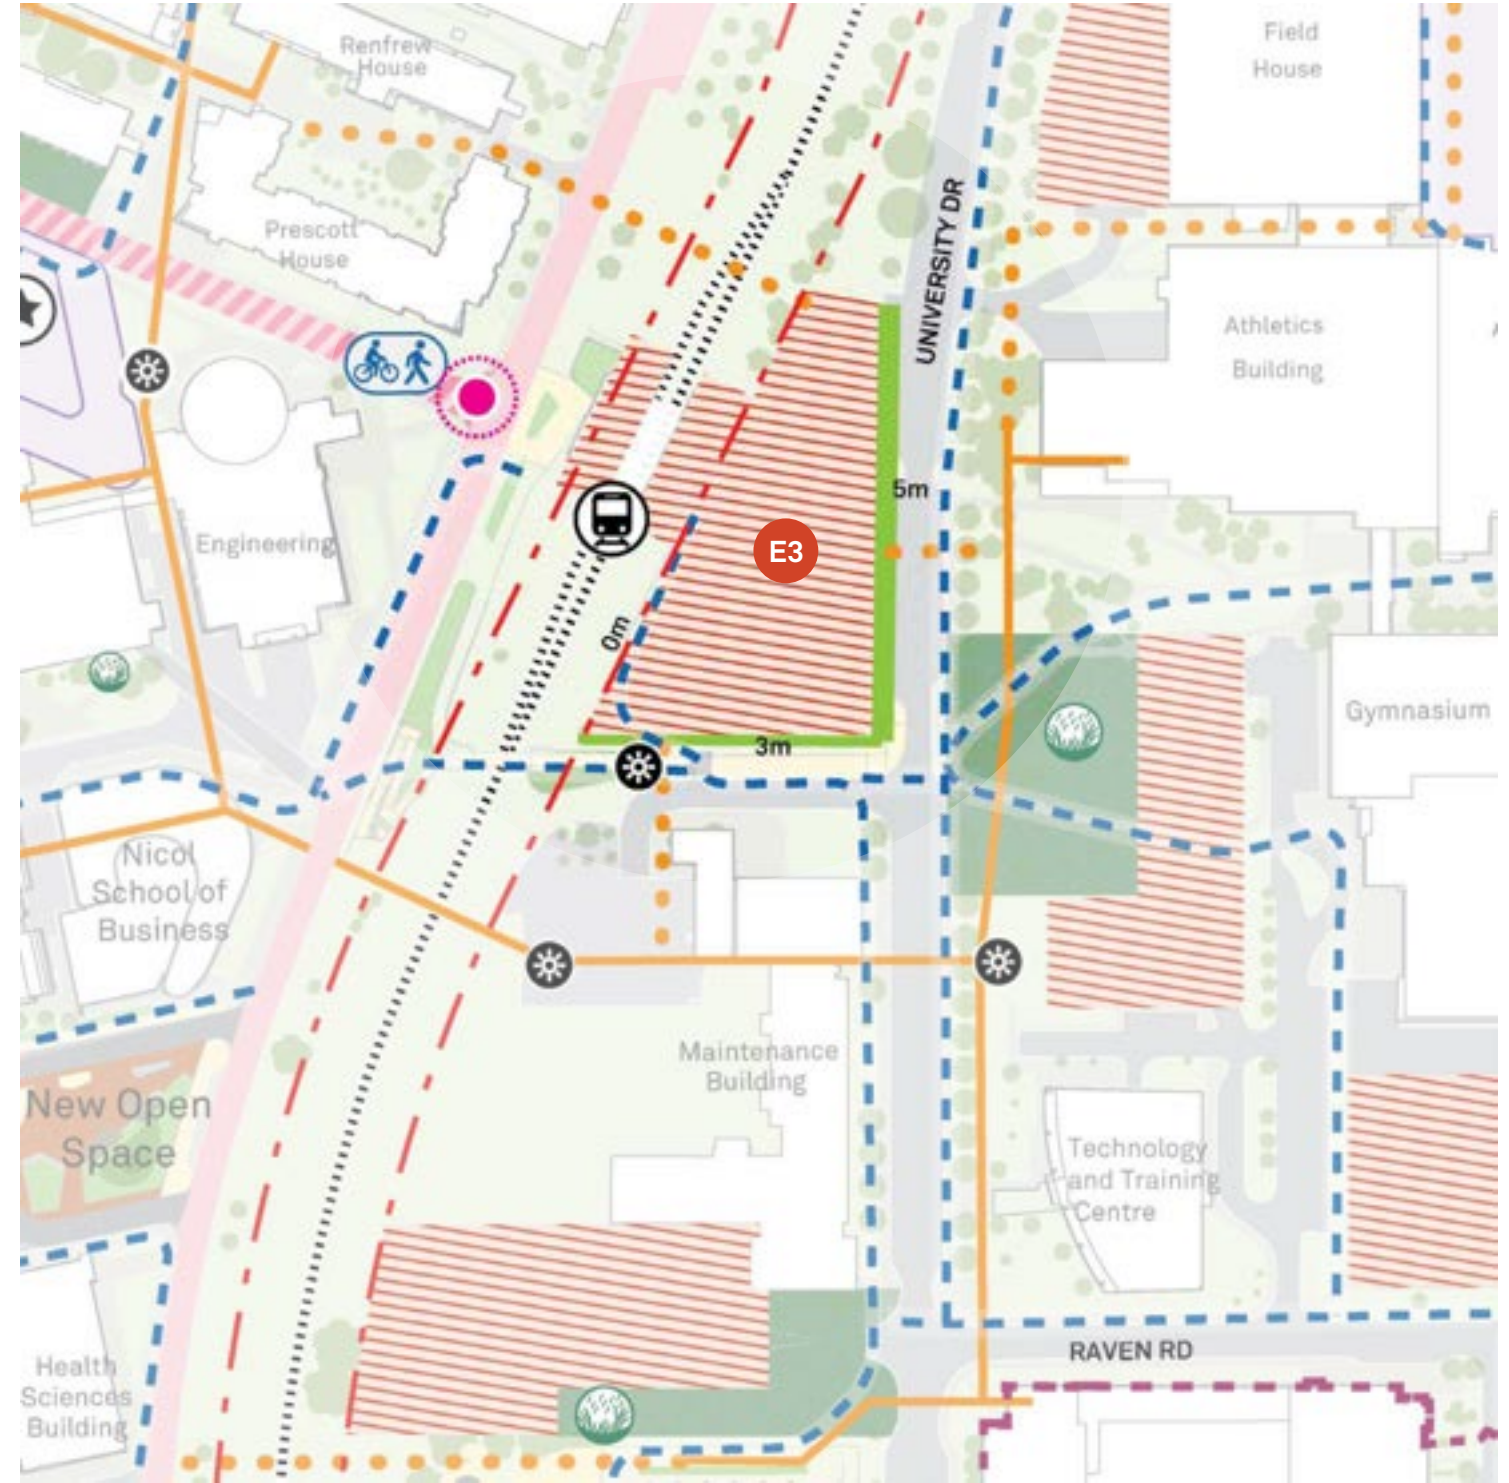 Renfrew
House
Field
House
Prescott
House
UNIVERSITY DR
Athletics
Building
5m
Engineering
E3
0m
Gymnasium
3m
Nicol
School of
Business
Maintenance
Building
New Open
Space
Technology
and Training
Centre
RAVEN RD
Health
Sciences
Building